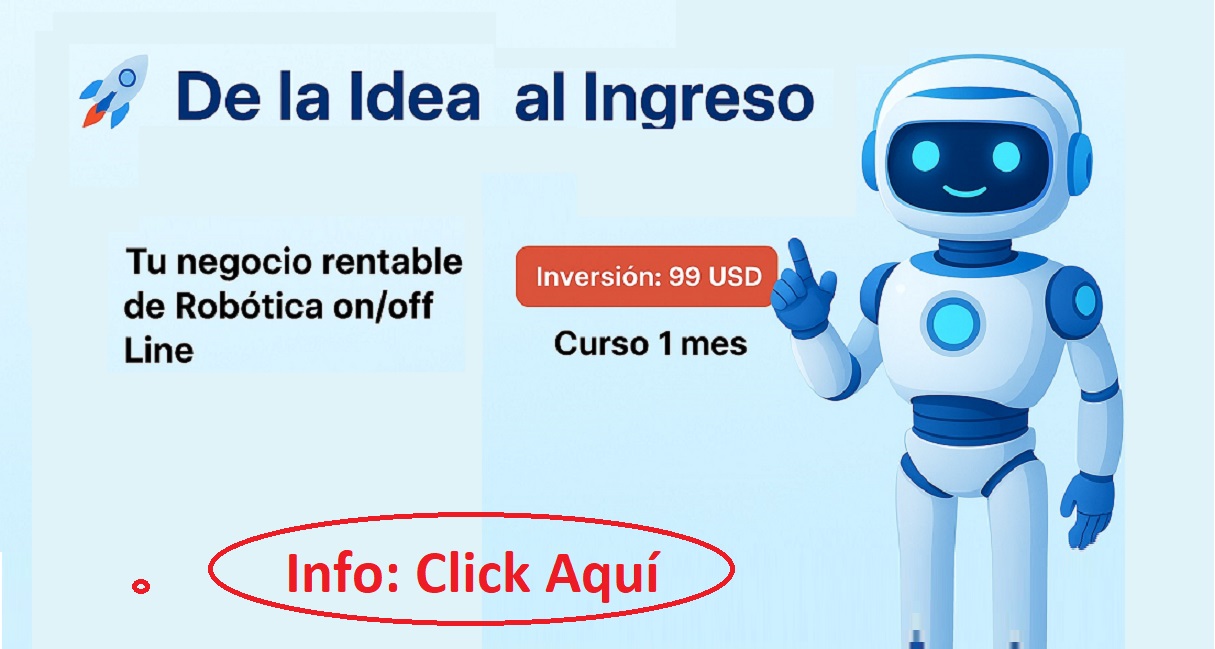 De la Idea al Ingreso
Tu negocio rentable
de Robótica on/off
Line
Inversión: 99 USD
Curso 1 mes
Info: Click Aquí